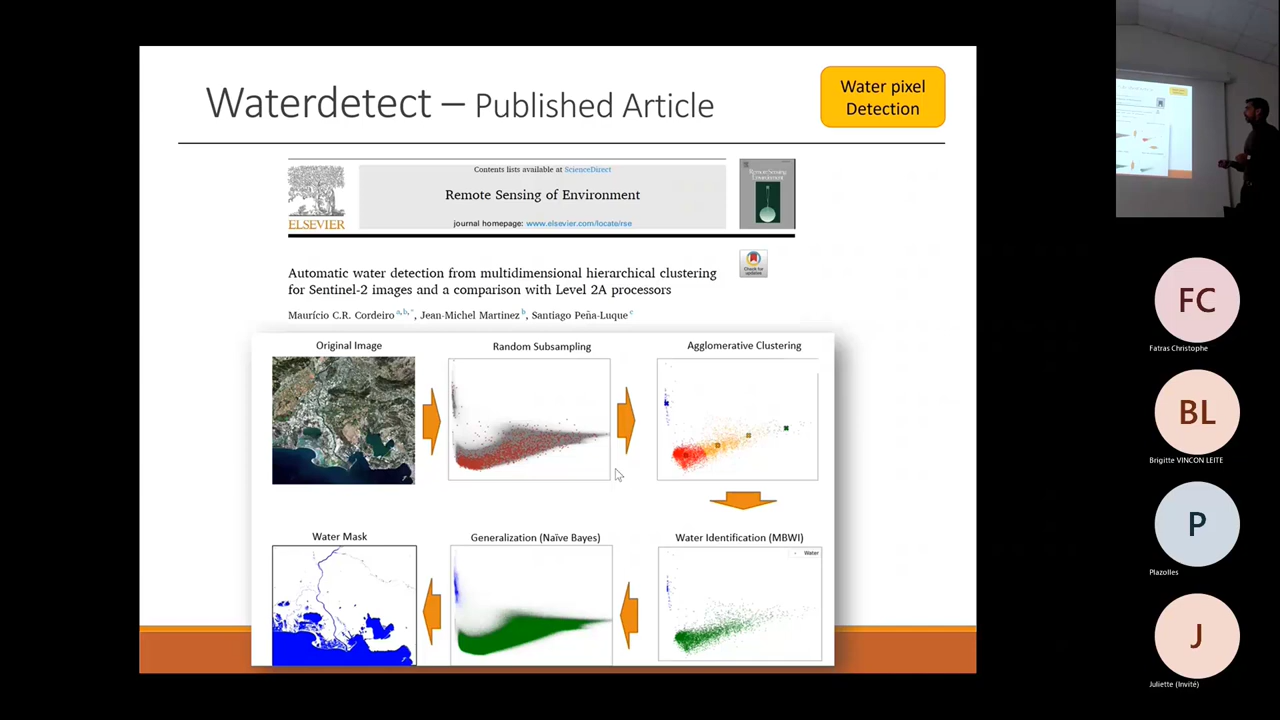 Waterdetect – Published Article
Water pixel
Detection
Contents lists available at ScienceDirect
Remote Sensing of Environment
journal homepage: www.elsevier.com/locate/rse
ELSEVIER
Check for
updates
Automatic water detection from multidimensional hierarchical clustering
for Sentinel-2 images and a comparison with Level 2A processors
Maurício C.R. Cordeiro a,b,*, Jean-Michel Martinez b, Santiago Peña-Luque c
Original Image
Random Subsampling
Agglomerative Clustering
Water Mask
Generalization (Naïve Bayes)
Water Identification (MBWI)
Water
FC
Fatras Christophe
BL
Brigitte VINCON LEITE
P
Plazolles
J
Juliette (Invité)